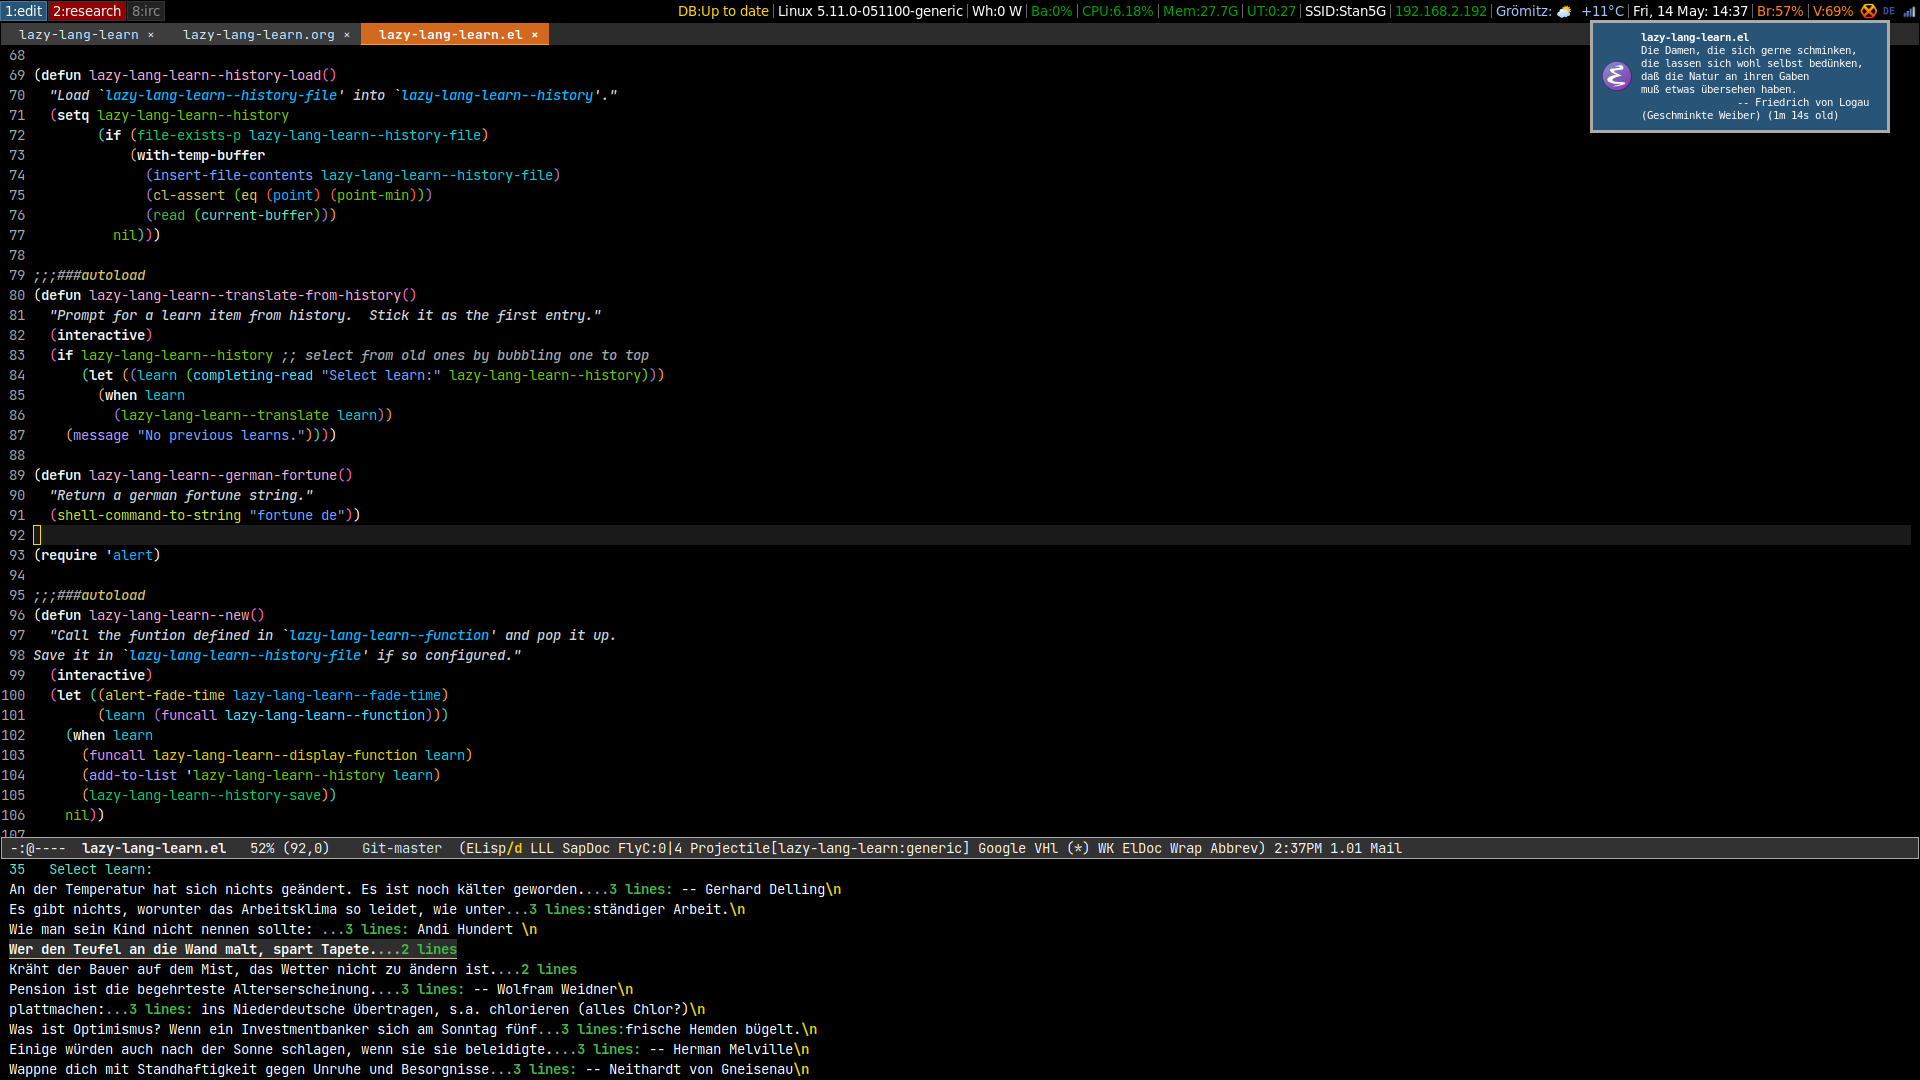 1:edit 2:research 8:irc DB:Up to date | Linux 5.11.0-051100-generic | Wh:0 W | Ba:0% | CPU:6.18% | Mem:27.7G | UT:0:27 | SSID:Stan5G | 192.168.2.192 | Grömitz: +11°C | Fri, 14 May: 14:37 | Br:57% | V:69% DE
lazy-lang-learn × lazy-lang-learn.org × lazy-lang-learn.el ×
lazy-lang-learn.el
Die Damen, die sich gerne schminken,
die lassen sich wohl selbst bedünken,
daß die Natur an ihren Gaben
muß etwas übersehen haben.
-- Friedrich von Logau
(Geschminkte Weiber) (1m 14s old)
68
69 (defun lazy-lang-learn--history-load()
70   "Load `lazy-lang-learn--history-file' into `lazy-lang-learn--history'."
71   (setq lazy-lang-learn--history
72         (if (file-exists-p lazy-lang-learn--history-file)
73             (with-temp-buffer
74               (insert-file-contents lazy-lang-learn--history-file)
75               (cl-assert (eq (point) (point-min)))
76               (read (current-buffer)))
77           nil)))
78
79 ;;;###autoload
80 (defun lazy-lang-learn--translate-from-history()
81   "Prompt for a learn item from history.  Stick it as the first entry."
82   (interactive)
83   (if lazy-lang-learn--history ;; select from old ones by bubbling one to top
84       (let ((learn (completing-read "Select learn:" lazy-lang-learn--history)))
85         (when learn
86           (lazy-lang-learn--translate learn))
87     (message "No previous learns."))))
88
89 (defun lazy-lang-learn--german-fortune()
90   "Return a german fortune string."
91   (shell-command-to-string "fortune de"))
92
93 (require 'alert)
94
95 ;;;###autoload
96 (defun lazy-lang-learn--new()
97   "Call the funtion defined in `lazy-lang-learn--function' and pop it up.
98 Save it in `lazy-lang-learn--history-file' if so configured."
99   (interactive)
100   (let ((alert-fade-time lazy-lang-learn--fade-time)
101         (learn (funcall lazy-lang-learn--function)))
102     (when learn
103       (funcall lazy-lang-learn--display-function learn)
104       (add-to-list 'lazy-lang-learn--history learn)
105       (lazy-lang-learn--history-save))
106     nil))
107
-:@----  lazy-lang-learn.el   52% (92,0)    Git-master  (ELisp/d LLL SapDoc FlyC:0|4 Projectile[lazy-lang-learn:generic] Google VHl (*) WK ElDoc Wrap Abbrev) 2:37PM 1.01 Mail
35   Select learn:
An der Temperatur hat sich nichts geändert. Es ist noch kälter geworden....3 lines: -- Gerhard Delling\n
Es gibt nichts, worunter das Arbeitsklima so leidet, wie unter...3 lines:ständiger Arbeit.\n
Wie man sein Kind nicht nennen sollte: ...3 lines: Andi Hundert \n
Wer den Teufel an die Wand malt, spart Tapete....2 lines
Kräht der Bauer auf dem Mist, das Wetter nicht zu ändern ist....2 lines
Pension ist die begehrteste Alterserscheinung....3 lines: -- Wolfram Weidner\n
plattmachen:...3 lines: ins Niederdeutsche Übertragen, s.a. chlorieren (alles Chlor?)\n
Was ist Optimismus? Wenn ein Investmentbanker sich am Sonntag fünf...3 lines:frische Hemden bügelt.\n
Einige würden auch nach der Sonne schlagen, wenn sie sie beleidigte....3 lines: -- Herman Melville\n
Wappne dich mit Standhaftigkeit gegen Unruhe und Besorgnisse...3 lines: -- Neithardt von Gneisenau\n